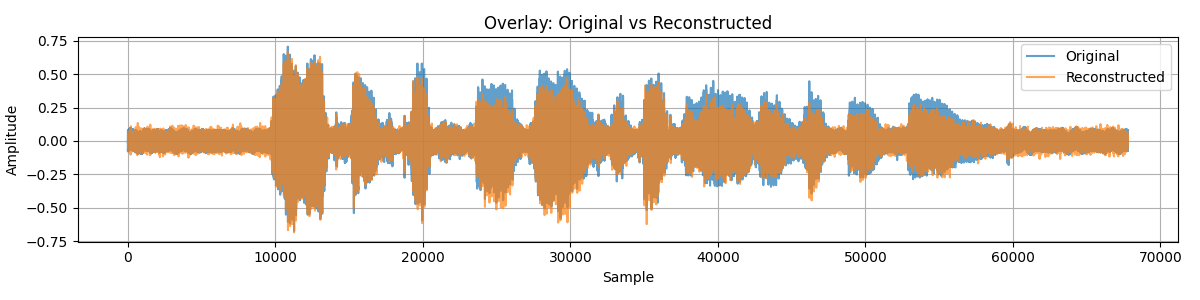 Overlay: Original vs Reconstructed
0.75
0.50
0.25
0.00
−0.25
−0.50
−0.75
Amplitude
Original
Reconstructed
0 10000 20000 30000 40000 50000 60000 70000
Sample